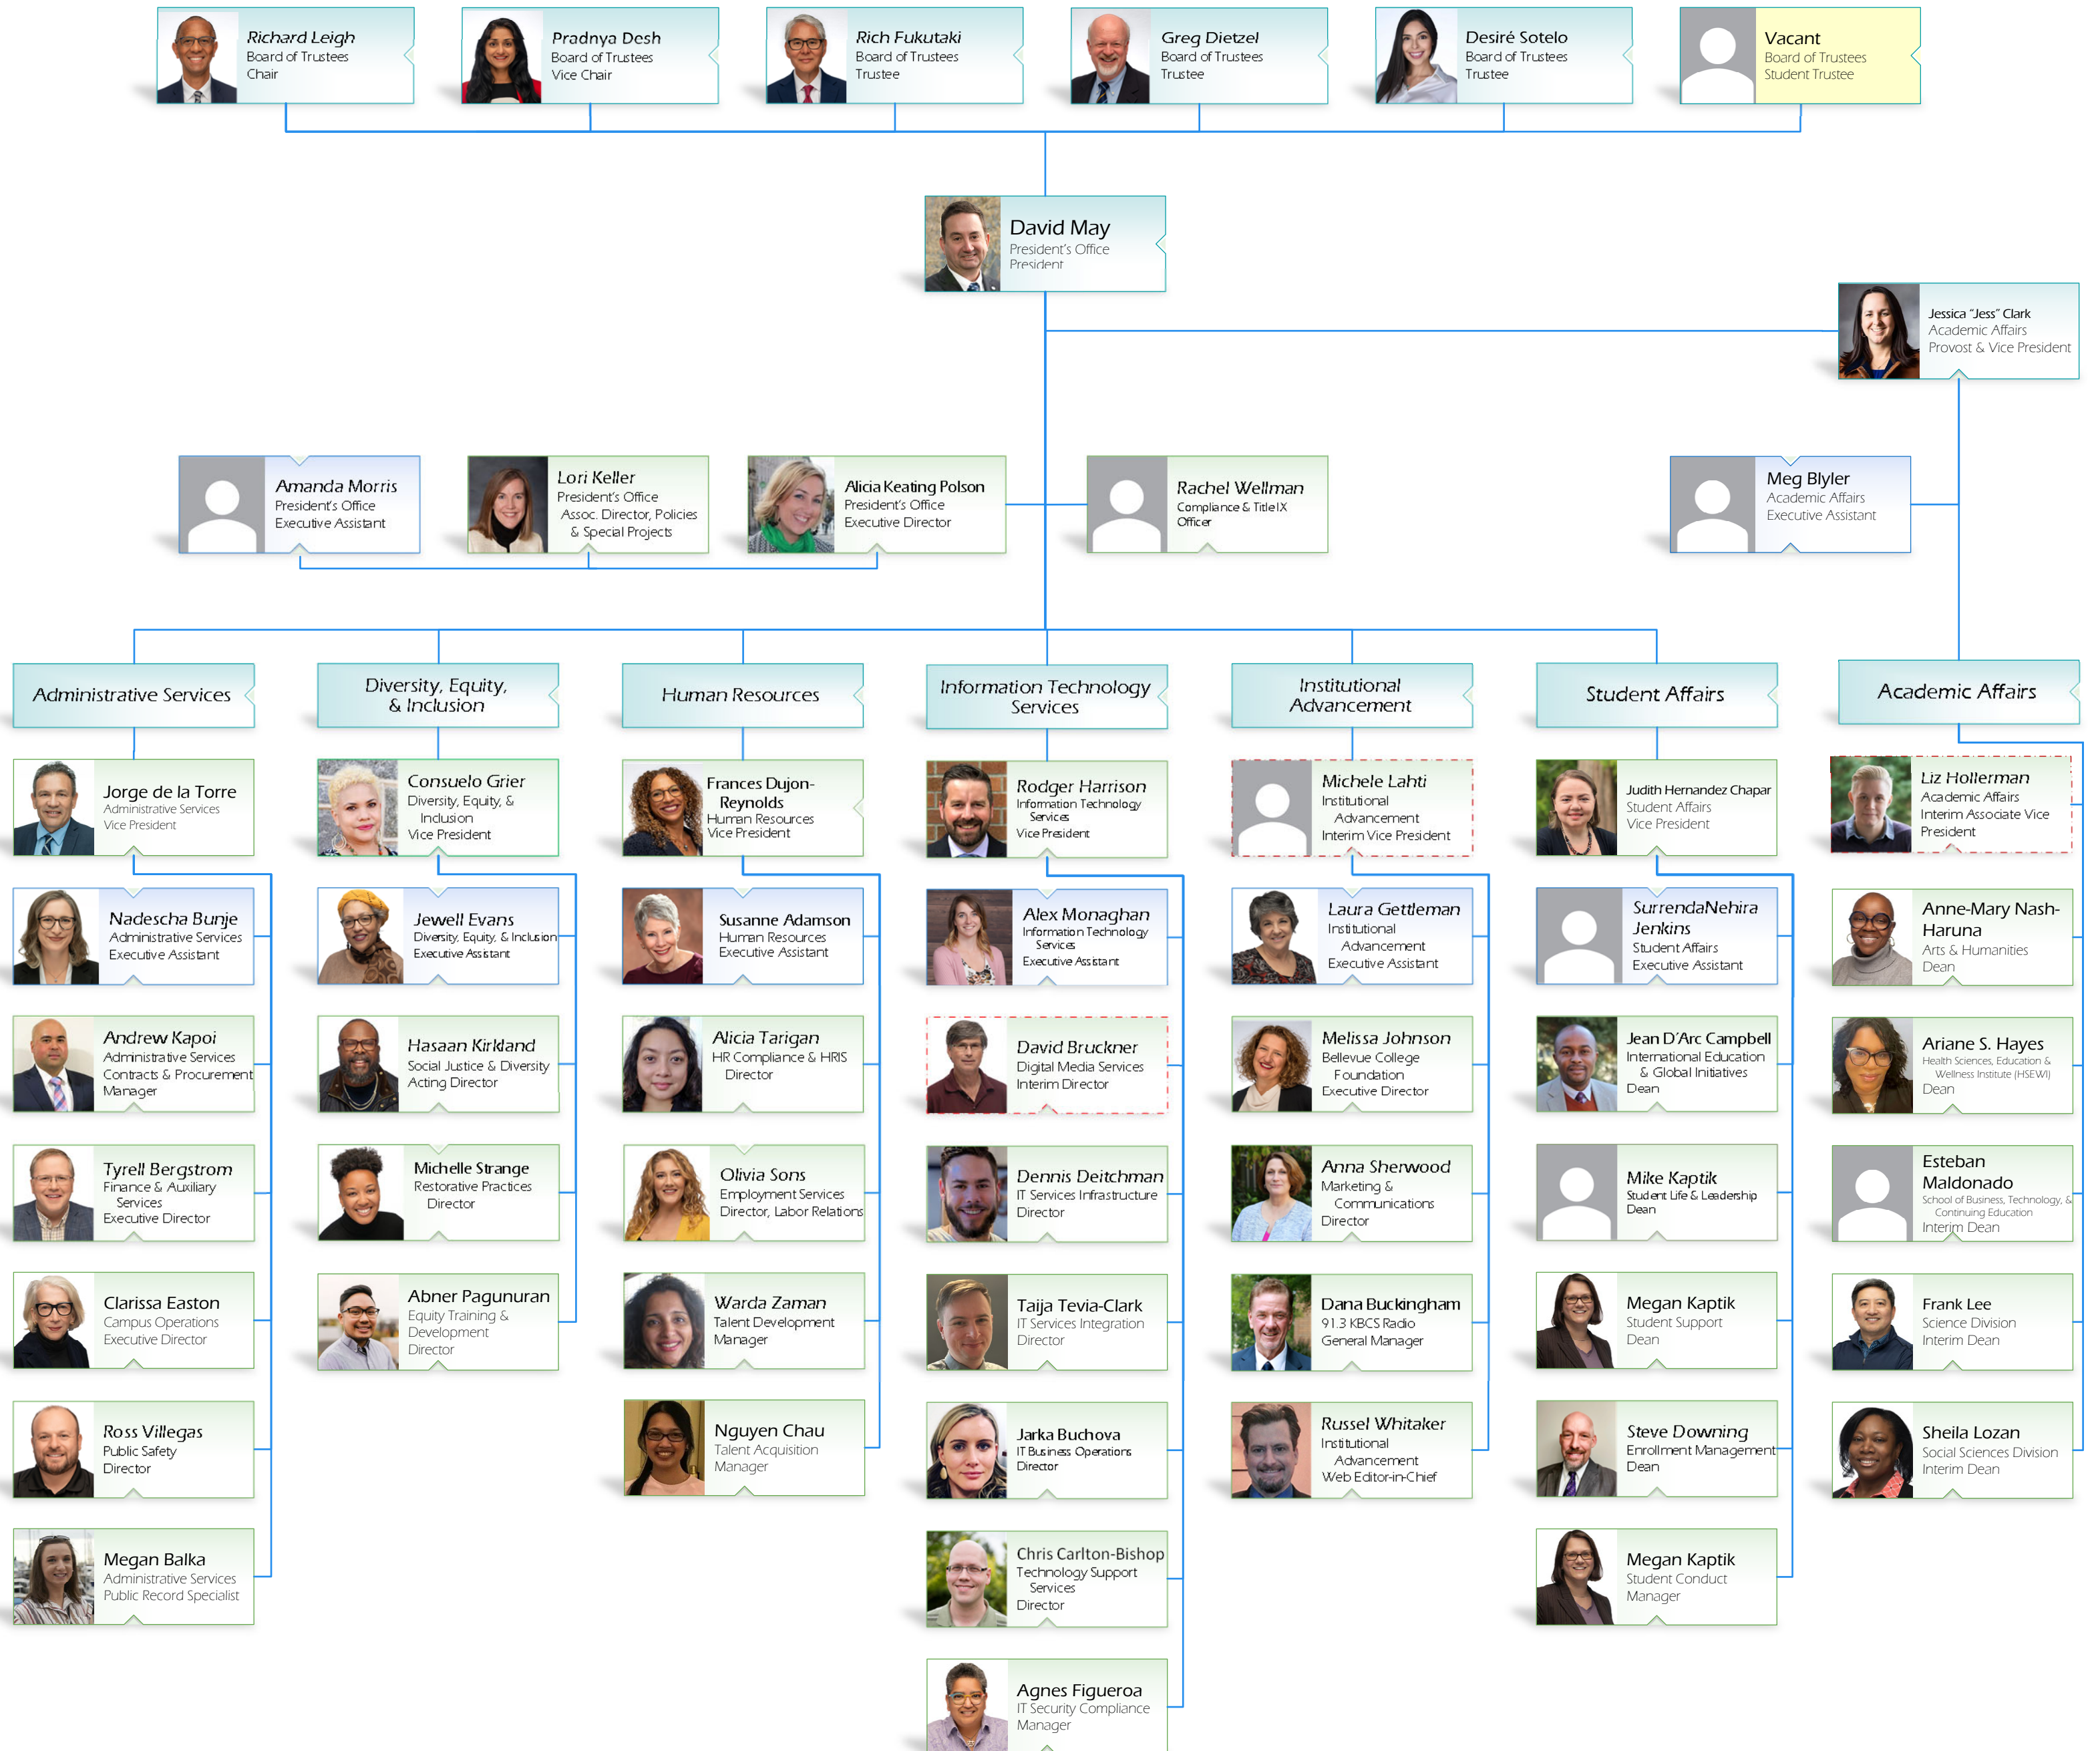 Richard Leigh
Board of Trustees
Chair
Pradnya Desh
Board of Trustees
Vice Chair
Rich Fukutaki
Board of Trustees
Trustee
Greg Dietzel
Board of Trustees
Trustee
Desiré Sotelo
Board of Trustees
Trustee
Vacant
Board of Trustees
Student Trustee
David May
President's Office
President
Jessica "Jess" Clark
Academic Affairs
Provost & Vice President
Amanda Morris
President's Office
Executive Assistant
Lori Keller
President's Office
Assoc. Director, Policies
& Special Projects
Alicia Keating Polson
President's Office
Executive Director
Rachel Wellman
Compliance & Title IX
Officer
Meg Blyler
Academic Affairs
Executive Assistant
Administrative Services
Diversity, Equity,
& Inclusion
Human Resources
Information Technology
Services
Institutional
Advancement
Student Affairs
Academic Affairs
Jorge de la Torre
Administrative Services
Vice President
Consuelo Grier
Diversity, Equity, &
Inclusion
Vice President
Frances Dujon-
Reynolds
Human Resources
Vice President
Rodger Harrison
Information Technology
Services
Vice President
Michele Lahti
Institutional
Advancement
Interim Vice President
Judith Hernandez Chapar
Student Affairs
Vice President
Liz Hollerman
Academic Affairs
Interim Associate Vice
President
Nadescha Bunje
Administrative Services
Executive Assistant
Jewell Evans
Diversity, Equity, & Inclusion
Executive Assistant
Susanne Adamson
Human Resources
Executive Assistant
Alex Monaghan
Information Technology
Services
Executive Assistant
Laura Gettleman
Institutional
Advancement
Executive Assistant
SurrendaNehira
Jenkins
Student Affairs
Executive Assistant
Anne-Mary Nash-
Haruna
Arts & Humanities
Dean
Andrew Kapoi
Administrative Services
Contracts & Procurement
Manager
Hasaan Kirkland
Social Justice & Diversity
Acting Director
Alicia Tarigan
HR Compliance & HRIS
Director
David Bruckner
Digital Media Services
Interim Director
Melissa Johnson
Bellevue College
Foundation
Executive Director
Jean D'Arc Campbell
International Education
& Global Initiatives
Dean
Ariane S. Hayes
Health Sciences, Education &
Wellness Institute (HSEWI)
Dean
Tyrell Bergstrom
Finance & Auxiliary
Services
Executive Director
Michelle Strange
Restorative Practices
Director
Olivia Sons
Employment Services
Director, Labor Relations
Dennis Deitchman
IT Services Infrastructure
Director
Anna Sherwood
Marketing &
Communications
Director
Mike Kaptik
Student Life & Leadership
Dean
Esteban
Maldonado
School of Business, Technology, &
Continuing Education
Interim Dean
Clarissa Easton
Campus Operations
Executive Director
Abner Pagunuran
Equity Training &
Development
Director
Warda Zaman
Talent Development
Manager
Taija Tevia-Clark
IT Services Integration
Director
Dana Buckingham
91.3 KBCS Radio
General Manager
Megan Kaptik
Student Support
Dean
Frank Lee
Science Division
Interim Dean
Ross Villegas
Public Safety
Director
Nguyen Chau
Talent Acquisition
Manager
Jarka Buchova
IT Business Operations
Director
Russel Whitaker
Institutional
Advancement
Web Editor-in-Chief
Steve Downing
Enrollment Management
Dean
Sheila Lozan
Social Sciences Division
Interim Dean
Megan Balka
Administrative Services
Public Record Specialist
Chris Carlton-Bishop
Technology Support
Services
Director
Megan Kaptik
Student Conduct
Manager
Agnes Figueroa
IT Security Compliance
Manager